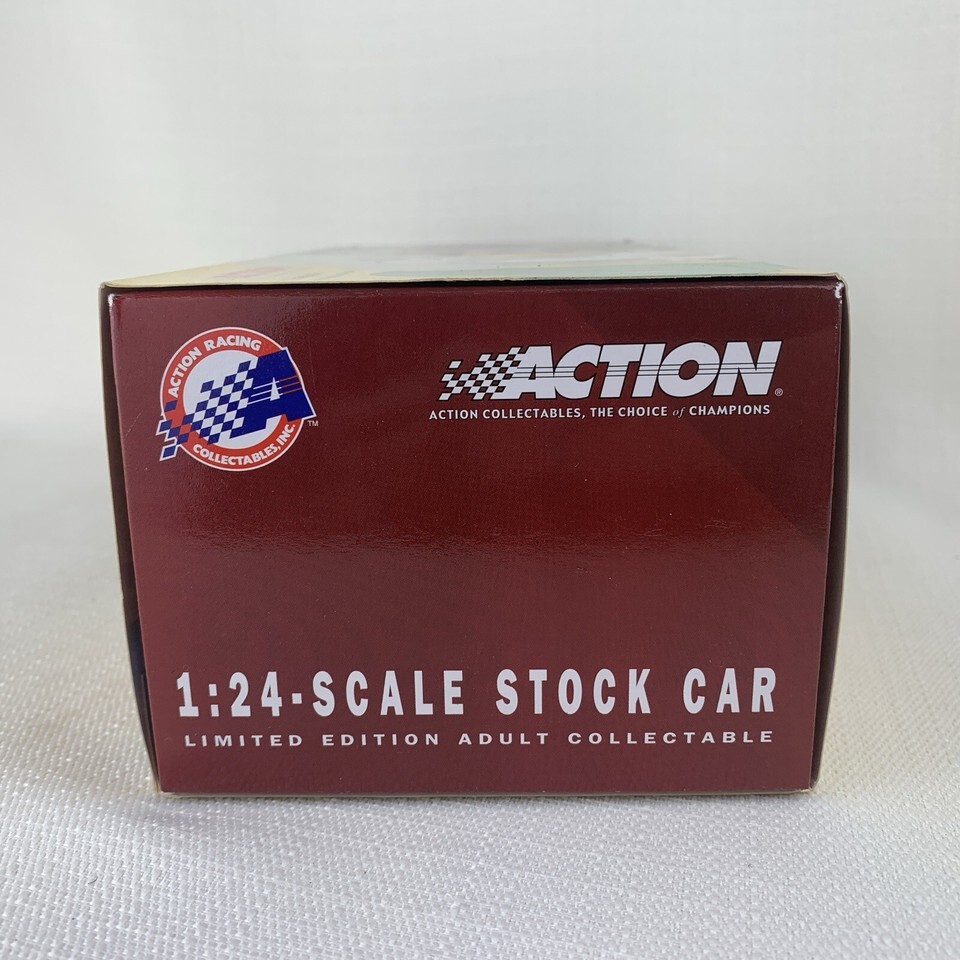 ACTION RACING
A
COLLECTABLES, INC.
TM
ACTION®
ACTION COLLECTABLES, THE CHOICE of CHAMPIONS
1:24-SCALE STOCK CAR
LIMITED EDITION ADULT COLLECTABLE